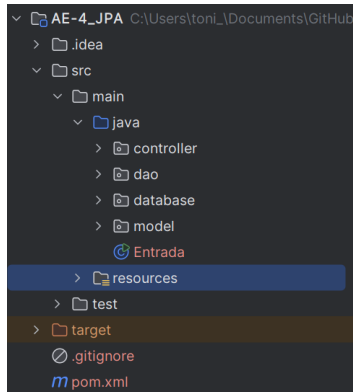 AE-4_JPA C:\Users\toni_\Documents\GitHub
.idea
src
main
java
controller
dao
database
model
Entrada
resources
test
target
.gitignore
pom.xml